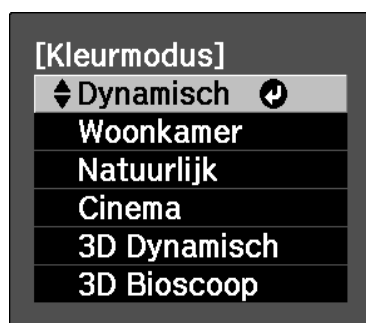 [Kleurmodus]
Dynamisch
Woonkamer
Natuurlijk
Cinema
3D Dynamisch
3D Bioscoop